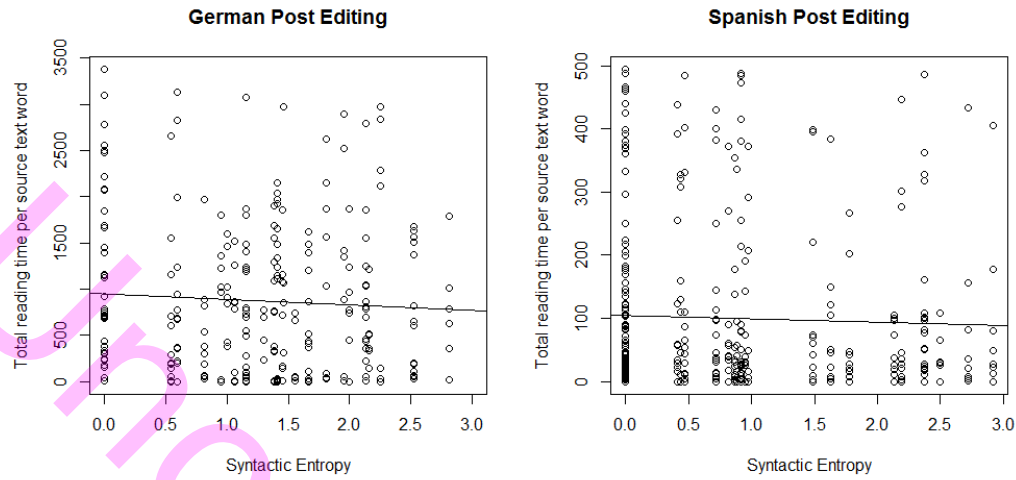 German Post Editing
Total reading time per source text word
3500
2500
1500
500
0
0.0 0.5 1.0 1.5 2.0 2.5 3.0
Syntactic Entropy
Spanish Post Editing
Total reading time per source text word
500
400
300
200
100
0
0.0 0.5 1.0 1.5 2.0 2.5 3.0
Syntactic Entropy